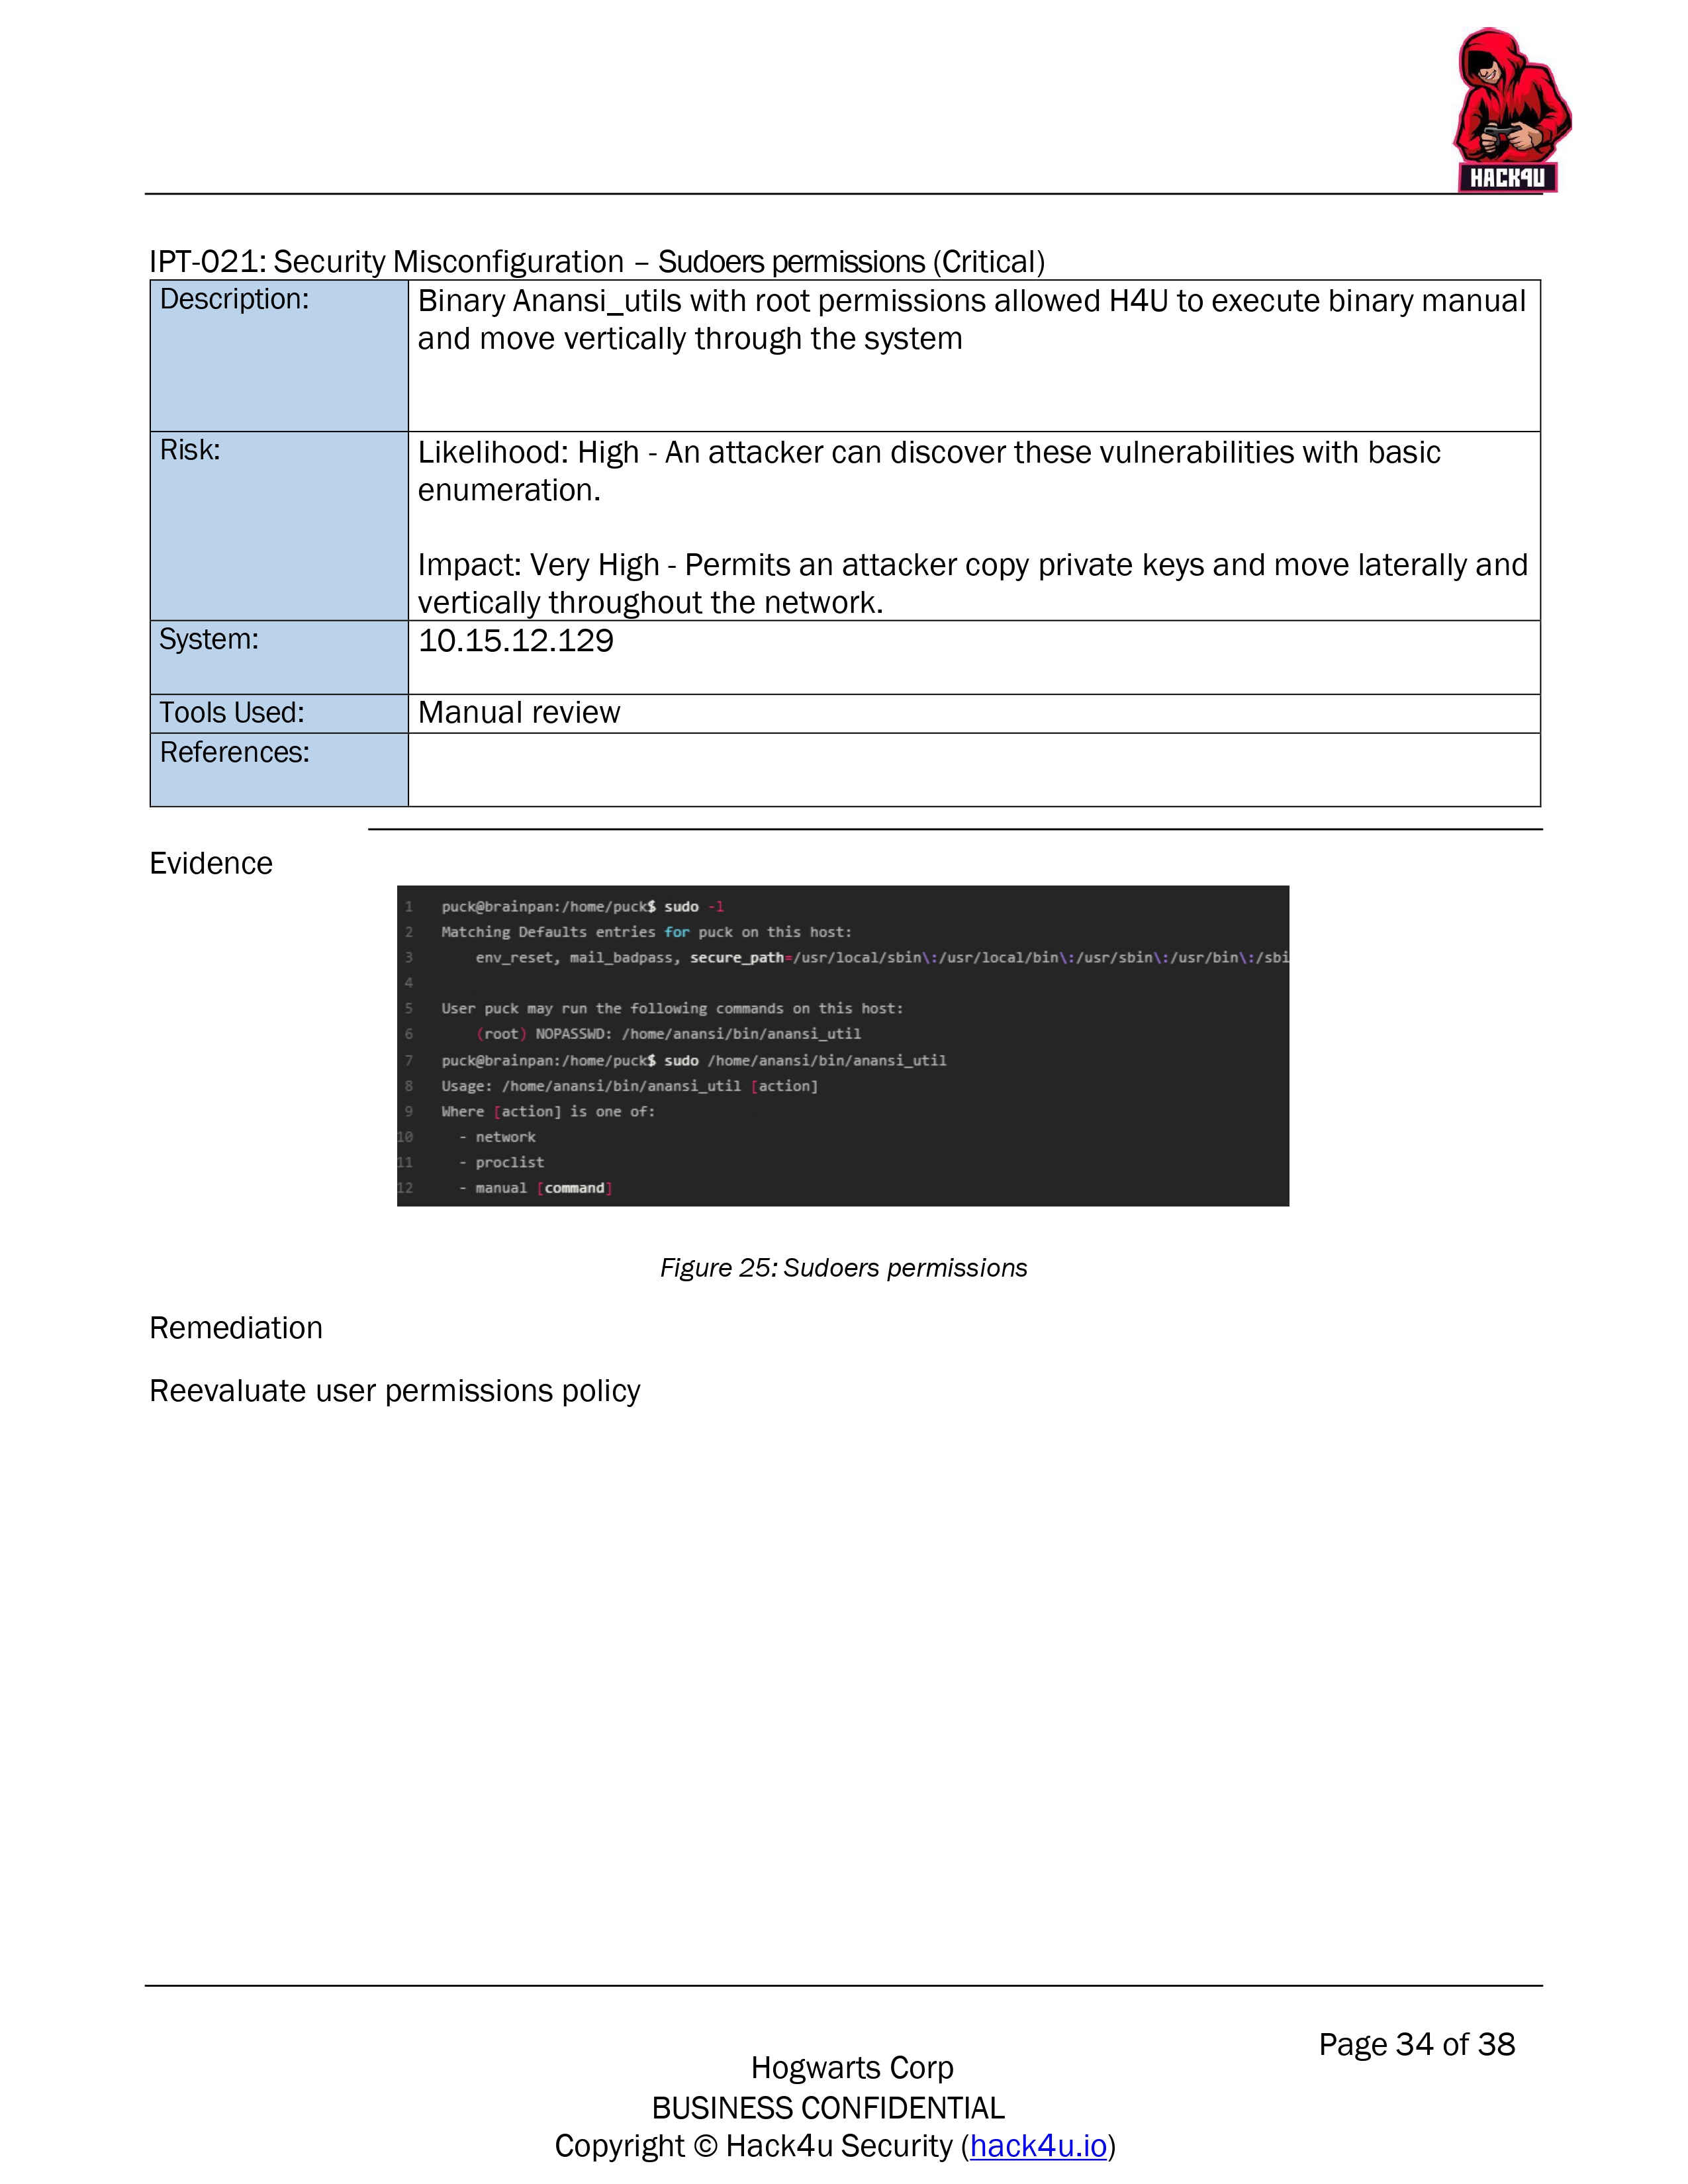 HACK4U
IPT-021: Security Misconfiguration – Sudoers permissions (Critical)
Description:
Binary Anansi_utils with root permissions allowed H4U to execute binary manual
and move vertically through the system
Risk:
Likelihood: High - An attacker can discover these vulnerabilities with basic
enumeration.
Impact: Very High - Permits an attacker copy private keys and move laterally and
vertically throughout the network.
System:
10.15.12.129
Tools Used:
Manual review
References:
Evidence
1 puck@brainpan:/home/puck$ sudo -l
2 Matching Defaults entries for puck on this host:
3 env_reset, mail_badpass, secure_path=/usr/local/sbin\:/usr/local/bin\:/usr/sbin\:/usr/bin\:/sbi
4
5 User puck may run the following commands on this host:
6 (root) NOPASSWD: /home/anansi/bin/anansi_util
7 puck@brainpan:/home/puck$ sudo /home/anansi/bin/anansi_util
8 Usage: /home/anansi/bin/anansi_util [action]
9 Where [action] is one of:
10 - network
11 - proclist
12 - manual [command]
Figure 25: Sudoers permissions
Remediation
Reevaluate user permissions policy
Page 34 of 38
Hogwarts Corp
BUSINESS CONFIDENTIAL
Copyright © Hack4u Security (hack4u.io)